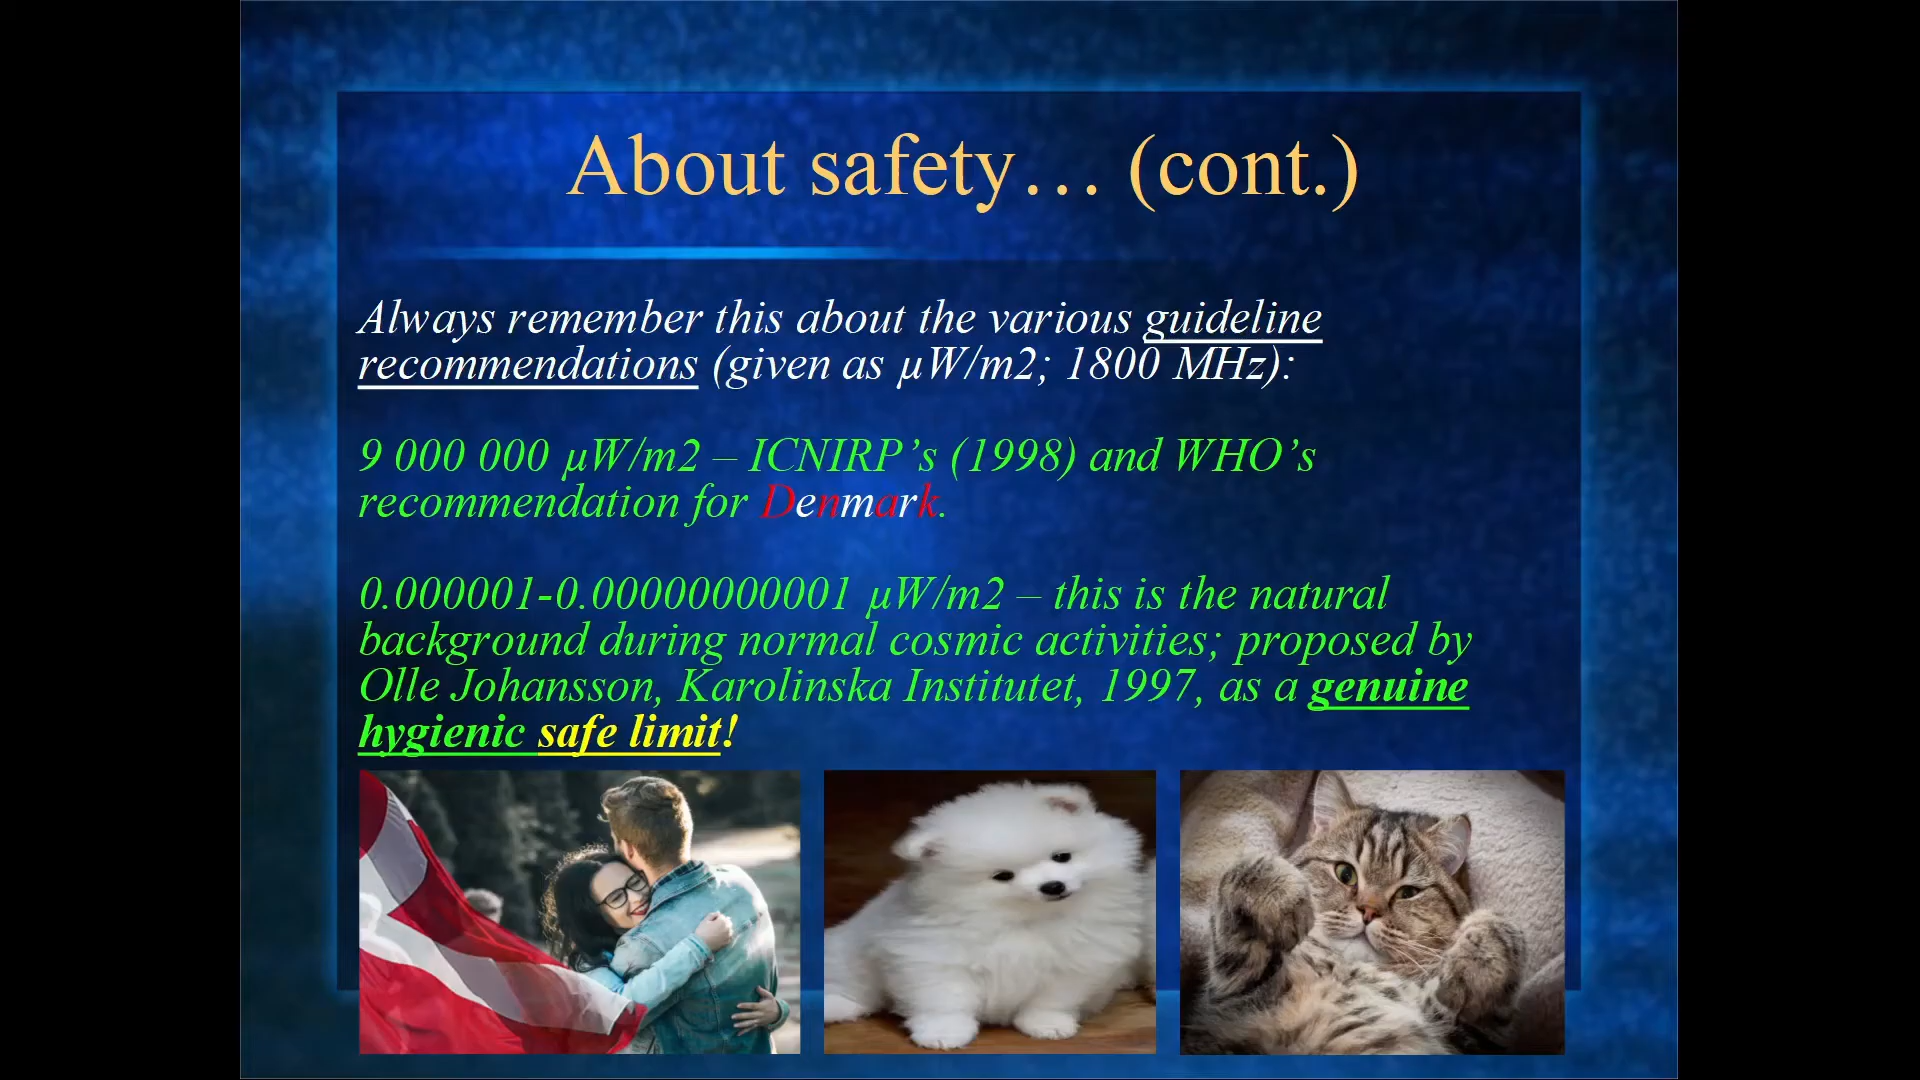 About safety… (cont.)
Always remember this about the various guideline
recommendations (given as µW/m2; 1800 MHz):
9 000 000 µW/m2 – ICNIRP’s (1998) and WHO’s
recommendation for Denmark.
0.000001-0.00000000001 µW/m2 – this is the natural
background during normal cosmic activities; proposed by
Olle Johansson, Karolinska Institutet, 1997, as a genuine
hygienic safe limit!